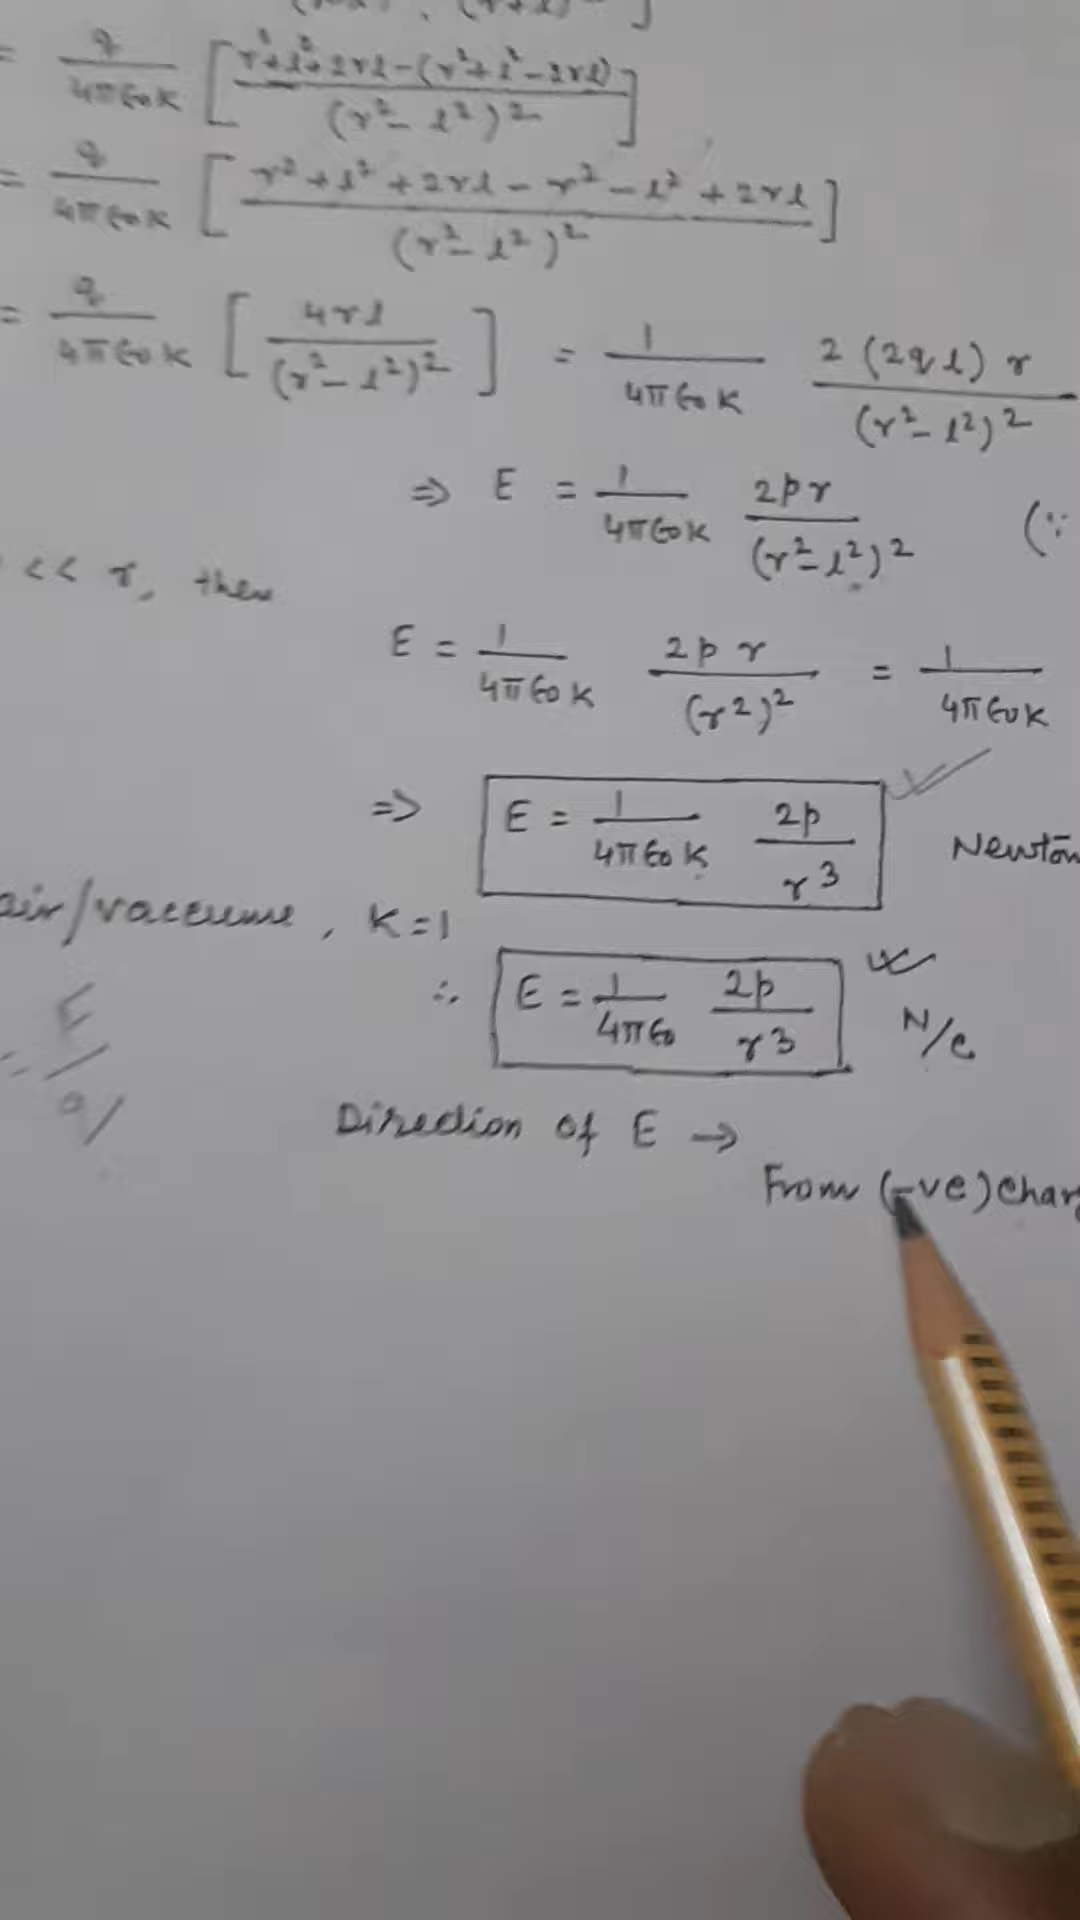 = q/4πϵ0K [r²+l²+2rl-(r²+l²-2rl)/(r²-l²)²]
= q/4πϵ0K [r²+l²+2rl-r²-l²+2rl/(r²-l²)²]
= q/4πϵ0K [4rl/(r²-l²)²] = 1/4πϵ0K 2(2ql)r/(r²-l²)²
⇒ E = 1/4πϵ0K 2pr/(r²-l²)² (∵
<< r, then
E = 1/4πϵ0K 2pr/(r²)² = 1/4πϵ0K
⇒ E = 1/4πϵ0K 2p/r³ Newton
air/vaccume, K=1
∴ E = 1/4πϵ0 2p/r³ N/C
Direction of E →
From (-ve) Charg